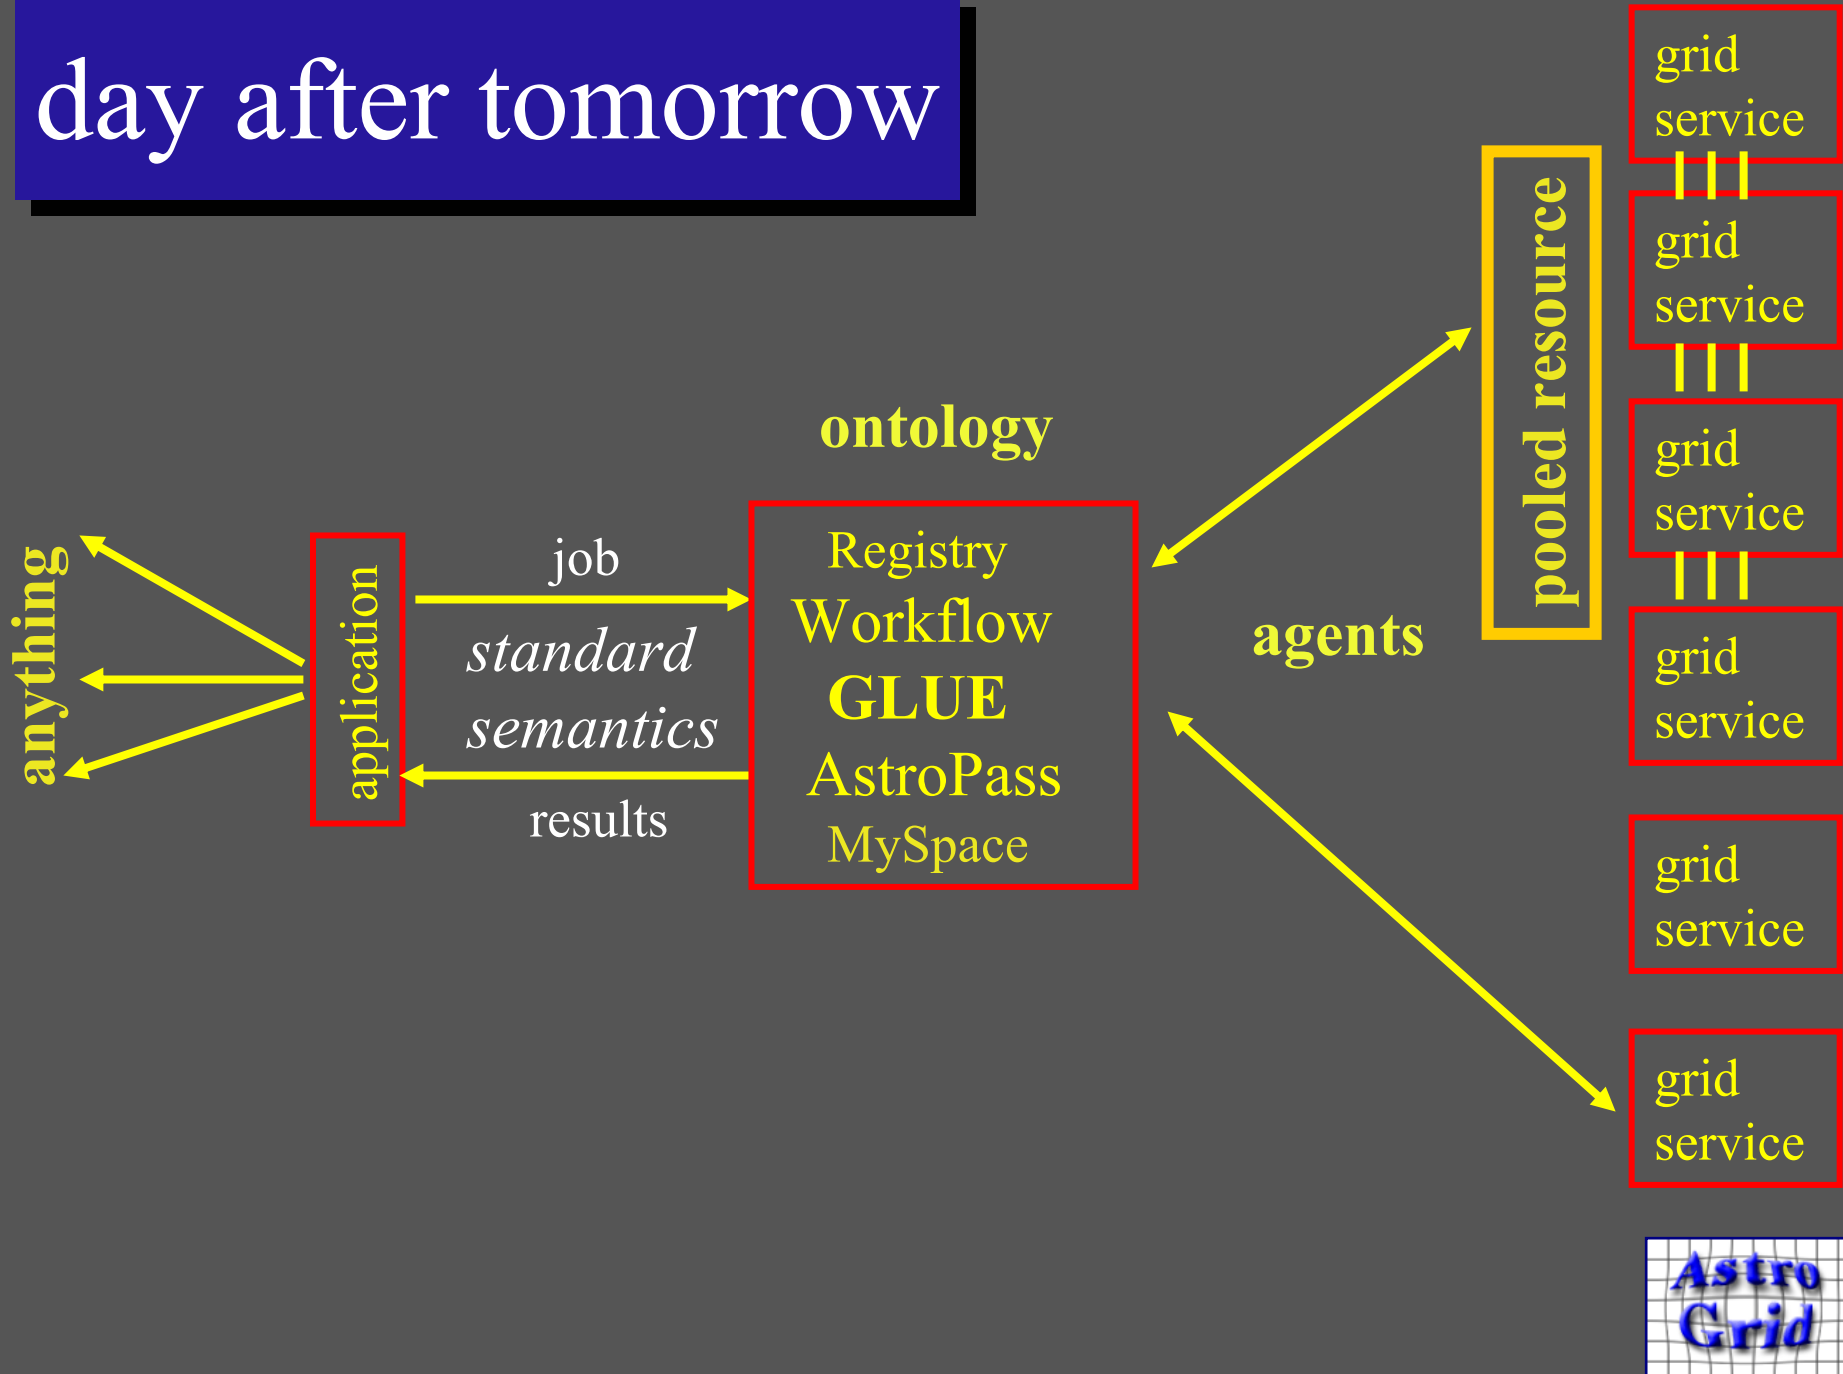 day after tomorrow
anything
application
job
standard
semantics
results
ontology
Registry
Workflow
GLUE
AstroPass
MySpace
agents
pooled resource
grid
service
grid
service
grid
service
grid
service
grid
service
grid
service
Astro
Grid